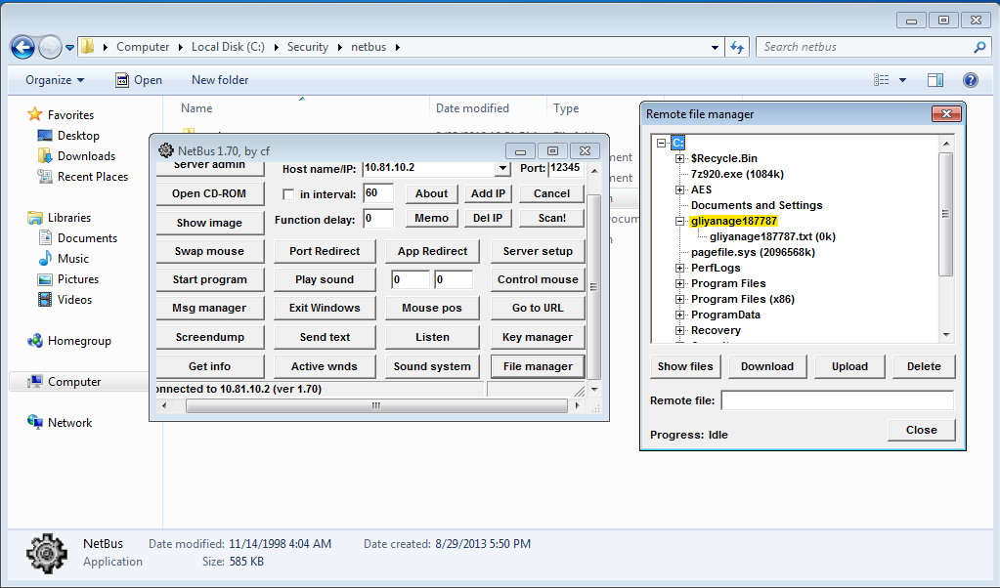 Computer Local Disk (C:) Security netbus
Search netbus
Organize Open New folder
Name Date modified Type
Favorites
Desktop
Downloads
Recent Places
Libraries
Documents
Music
Pictures
Videos
Homegroup
Computer
Network
NetBus 1.70, by cf
Server admin Host name/IP: 10.81.10.2 Port: 12345
Open CD-ROM in interval: 60 About Add IP Cancel
Show image Function delay: 0 Memo Del IP Scan!
Swap mouse Port Redirect App Redirect Server setup
Start program Play sound 0 0 Control mouse
Msg manager Exit Windows Mouse pos Go to URL
Screendump Send text Listen Key manager
Get info Active wnds Sound system File manager
onnected to 10.81.10.2 (ver 1.70)
ment
ment
ocum
Remote file manager
C:
$Recycle.Bin
7z920.exe (1084k)
AES
Documents and Settings
gliyanage187787
gliyanage187787.txt (0k)
pagefile.sys (2096568k)
PerfLogs
Program Files
Program Files (x86)
ProgramData
Recovery
Show files Download Upload Delete
Remote file:
Progress: Idle
Close
NetBus Date modified: 11/14/1998 4:04 AM Date created: 8/29/2013 5:50 PM
Application Size: 585 KB